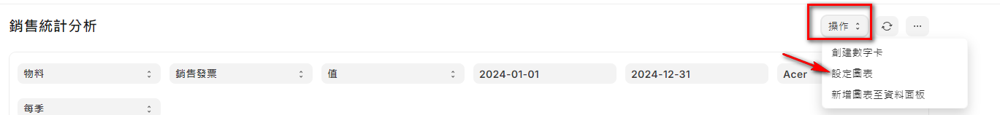 銷售統計分析
操作
...
創建數字卡
物料
銷售發票
值
2024-01-01
2024-12-31
Acer
設定圖表
新增圖表至資料面板
每季